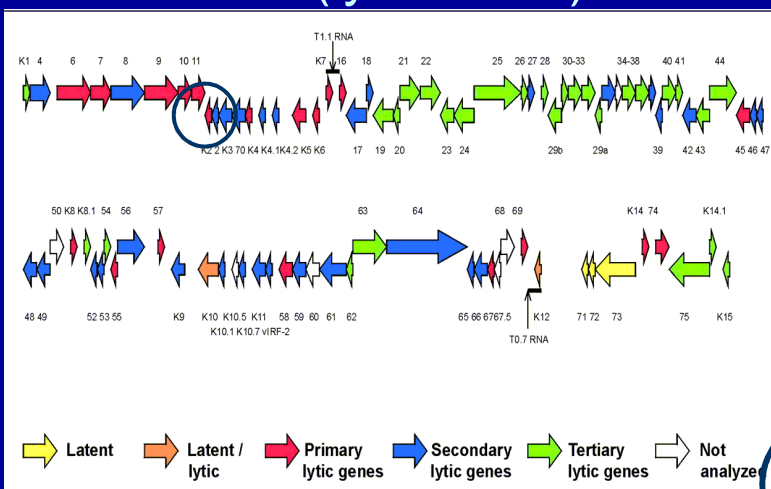 T1.1 RNA
K1 4 6 7 8 9 10 11 K7 16 18 21 22 25 26 27 28 30-33 34-38 40 41 44
K2 2 K3 70 K4 K4.1 K4.2 K5 K6 17 19 20 23 24 29b 29a 39 42 43 45 46 47
50 K8 K8.1 54 56 57 63 64 68 69 K14 74 K14.1
48 49 52 53 55 K9 K10 K10.5 K11 58 59 60 61 62 65 66 67 67.5 K12 71 72 73 75 K15
K10.1 K10.7 vIRF-2
T0.7 RNA
Latent
Latent /
lytic
Primary
lytic genes
Secondary
lytic genes
Tertiary
lytic genes
Not
analyzed